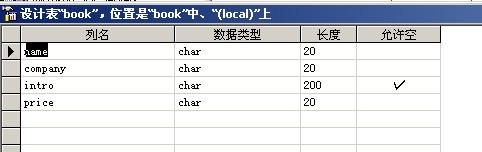 设计表“book”，位置是“book”中、“(local)”上
列名 数据类型 长度 允许空
name char 20
company char 20
intro char 200
price char 20